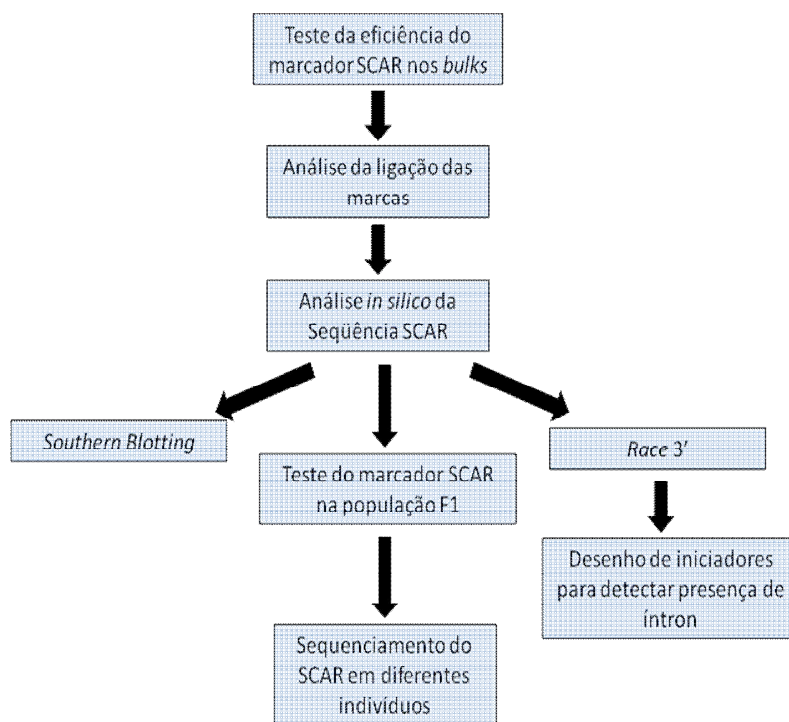 Teste da eficiência do
marcador SCAR nos bulks
Análise da ligação das
marcas
Análise in silico da
Seqüência SCAR
Southern Blotting
Teste do marcador SCAR
na população F1
Race 3'
Desenho de iniciadores
para detectar presença de
íntron
Sequenciamento do
SCAR em diferentes
indivíduos